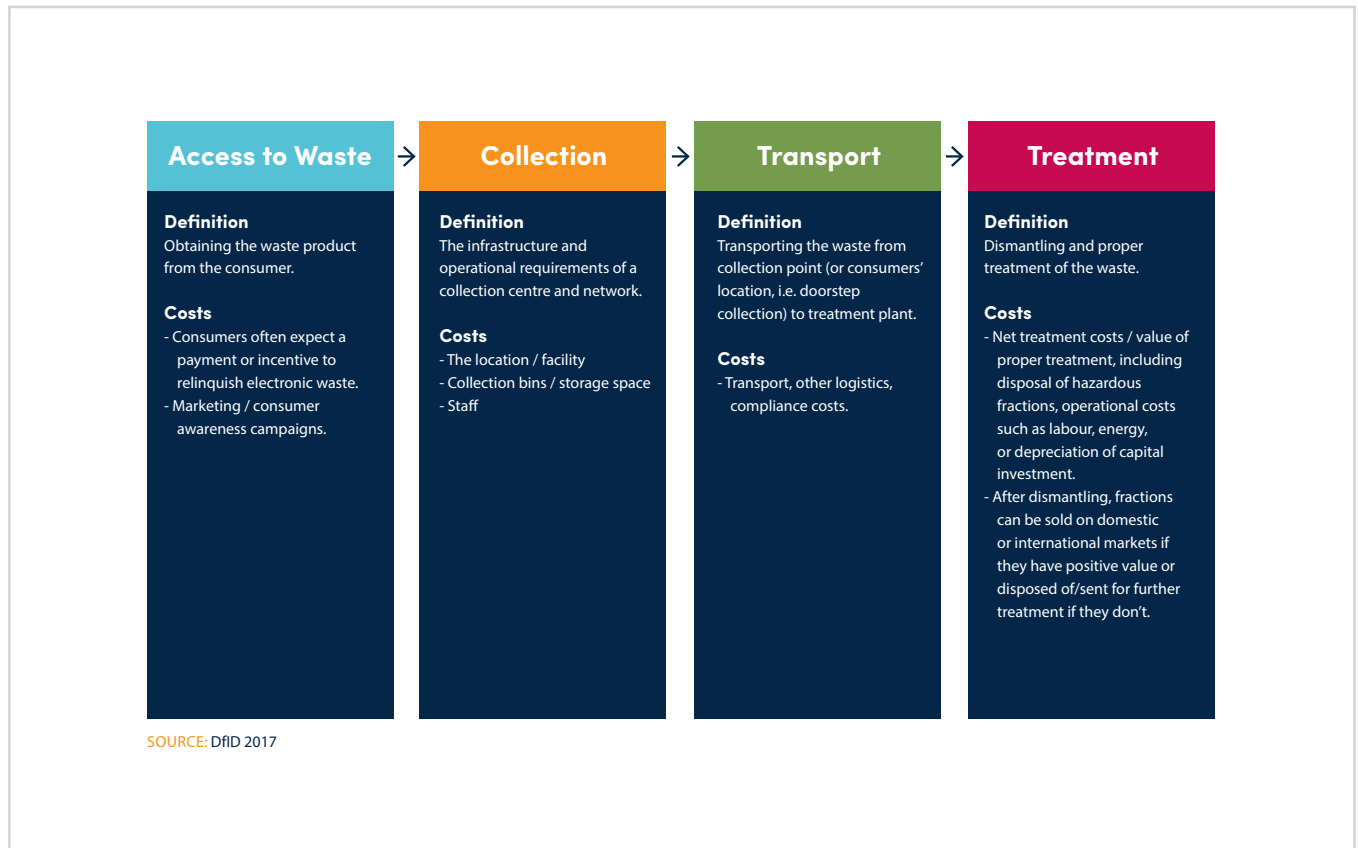 Access to Waste
Definition
Obtaining the waste product
from the consumer.
Costs
- Consumers often expect a
payment or incentive to
relinquish electronic waste.
- Marketing / consumer
awareness campaigns.
Collection
Definition
The infrastructure and
operational requirements of a
collection centre and network.
Costs
- The location / facility
- Collection bins / storage space
- Staff
Transport
Definition
Transporting the waste from
collection point (or consumers’
location, i.e. doorstep
collection) to treatment plant.
Costs
- Transport, other logistics,
compliance costs.
Treatment
Definition
Dismantling and proper
treatment of the waste.
Costs
- Net treatment costs / value of
proper treatment, including
disposal of hazardous
fractions, operational costs
such as labour, energy,
or depreciation of capital
investment.
- After dismantling, fractions
can be sold on domestic
or international markets if
they have positive value or
disposed of/sent for further
treatment if they don’t.
SOURCE: DfID 2017